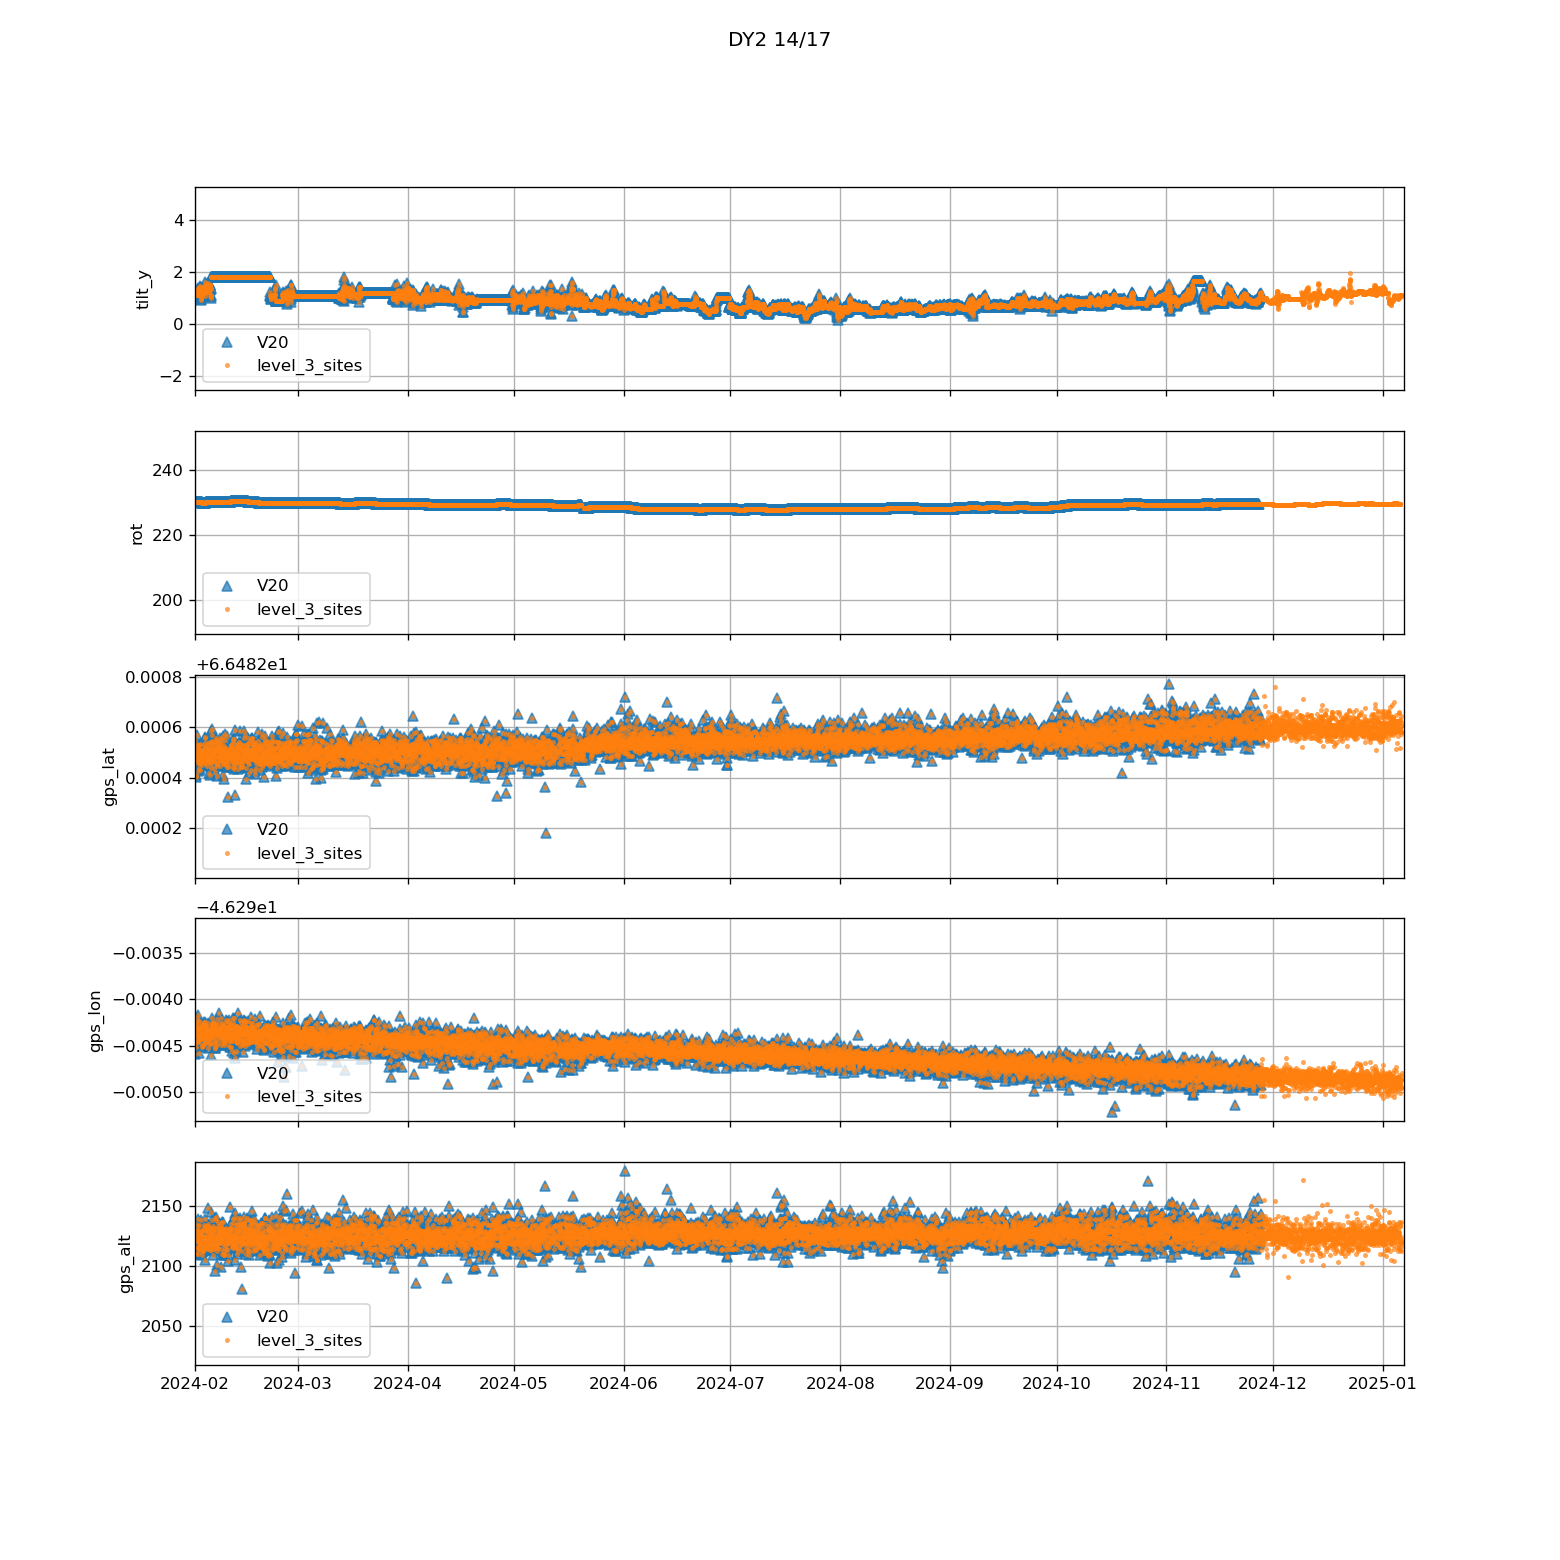 DY2 14/17
tilt_y
4
2
0
−2
V20
level_3_sites
rot
240
220
200
V20
level_3_sites
+6.6482e1
gps_lat
0.0008
0.0006
0.0004
0.0002
V20
level_3_sites
−4.629e1
gps_lon
−0.0035
−0.0040
−0.0045
−0.0050
V20
level_3_sites
gps_alt
2150
2100
2050
V20
level_3_sites
2024-02 2024-03 2024-04 2024-05 2024-06 2024-07 2024-08 2024-09 2024-10 2024-11 2024-12 2025-01